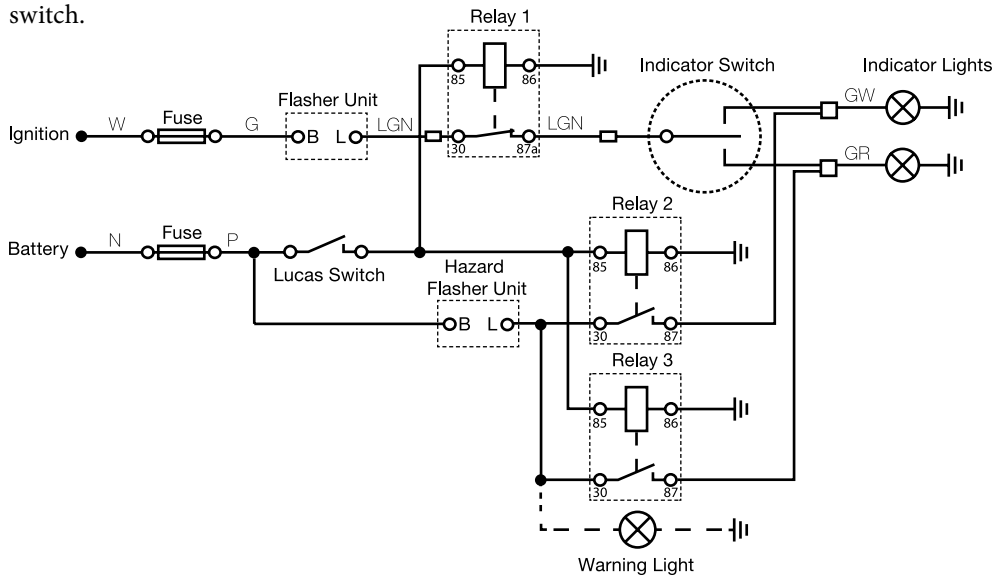 switch.
Relay 1
85
86
Indicator Switch
Indicator Lights
Flasher Unit
Fuse
Ignition
W
G
B
L
LGN
30
87a
LGN
GW
GR
Relay 2
Battery
N
Fuse
P
Lucas Switch
85
86
Hazard
Flasher Unit
B
L
30
87
Relay 3
85
86
30
87
Warning Light